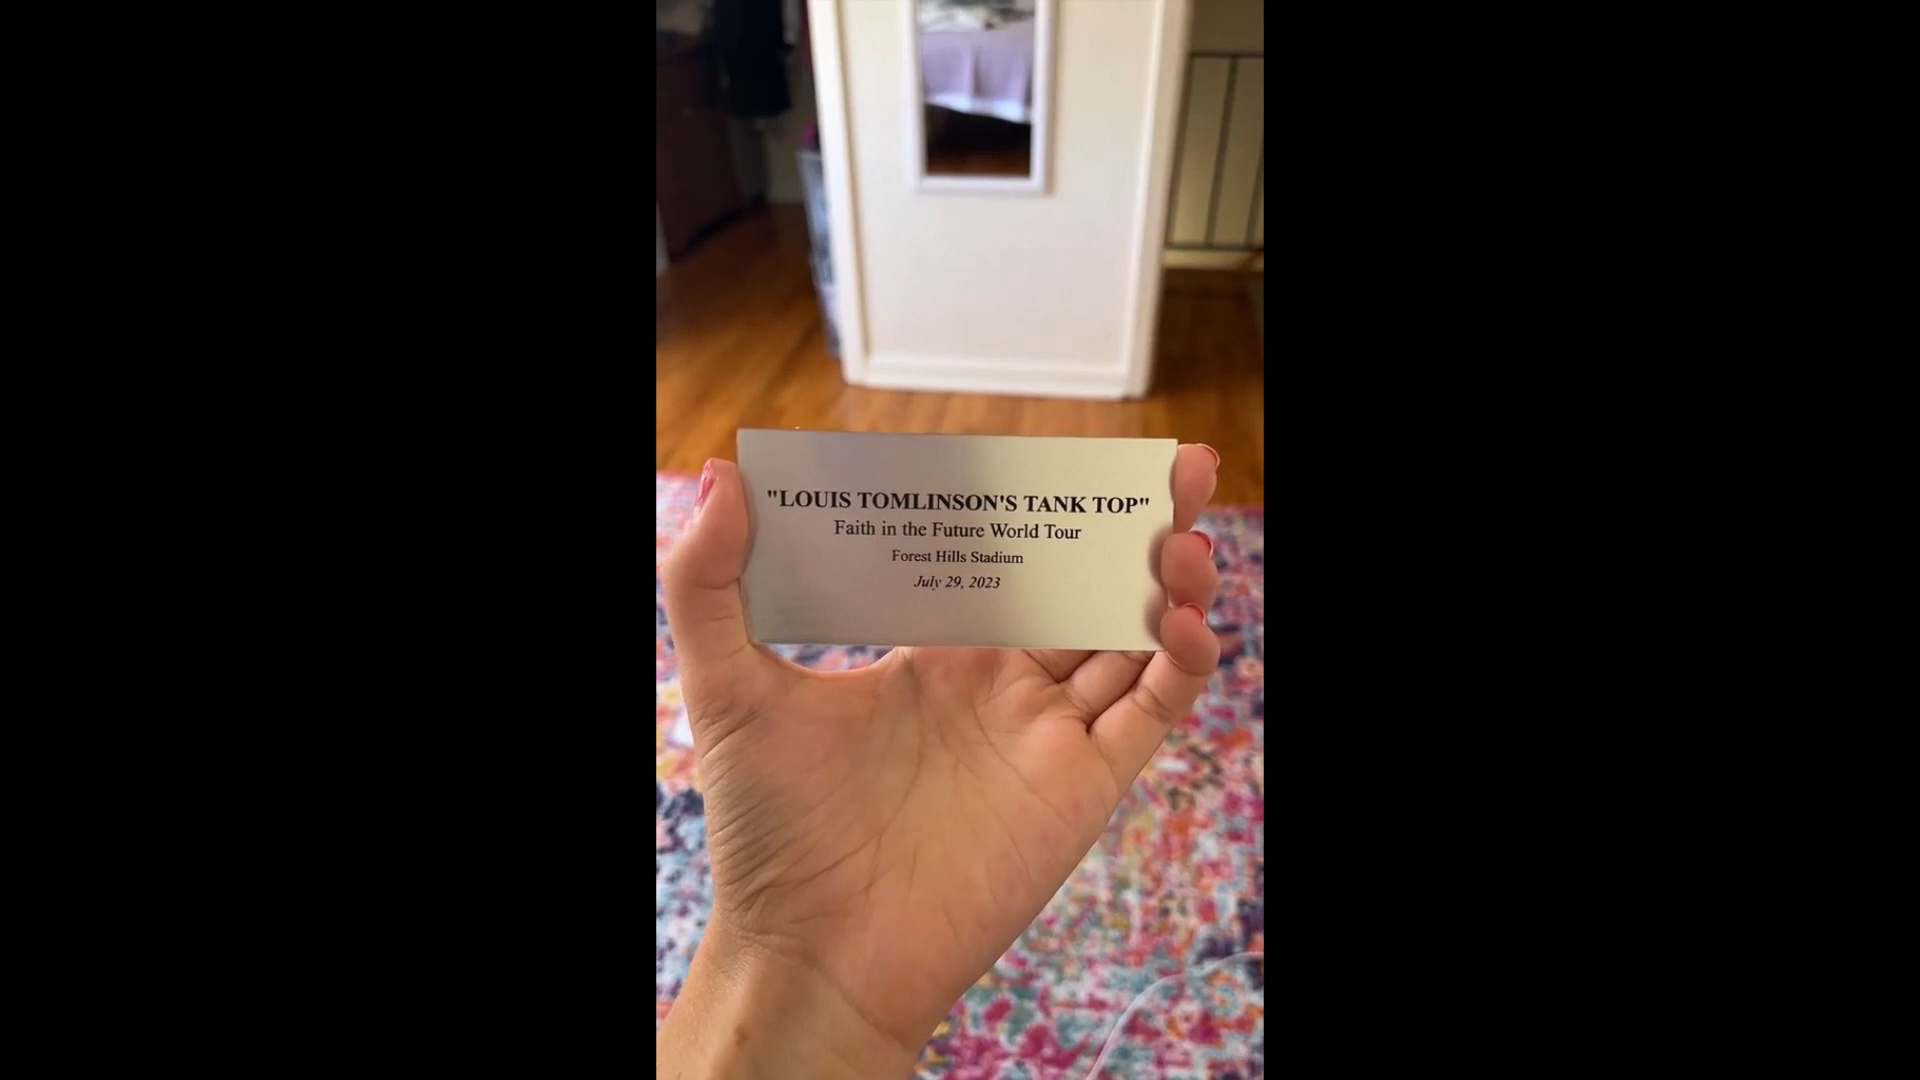 "LOUIS TOMLINSON'S TANK TOP"
Faith in the Future World Tour
Forest Hills Stadium
July 29, 2023